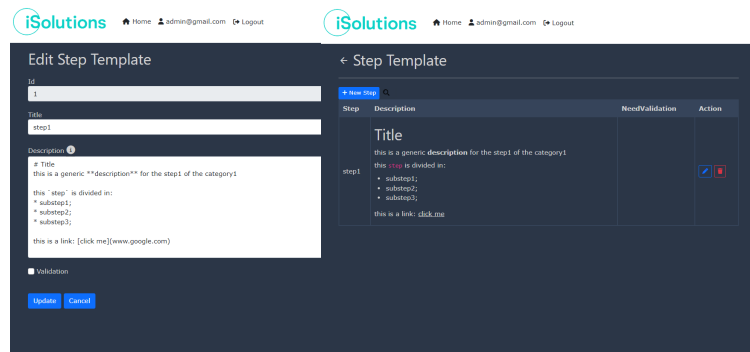 iSolutions Home admin@gmail.com Logout
Edit Step Template
Id
1
Title
step1
Description
# Title
this is a generic **description** for the step1 of the category1
this `step` is divided in:
* substep1;
* substep2;
* substep3;
this is a link: [click me](www.google.com)
Validation
Update Cancel
iSolutions Home admin@gmail.com Logout
← Step Template
+ New Step
Step Description NeedValidation Action
Title
this is a generic description for the step1 of the category1
this step is divided in:
step1
• substep1;
• substep2;
• substep3;
this is a link: click me